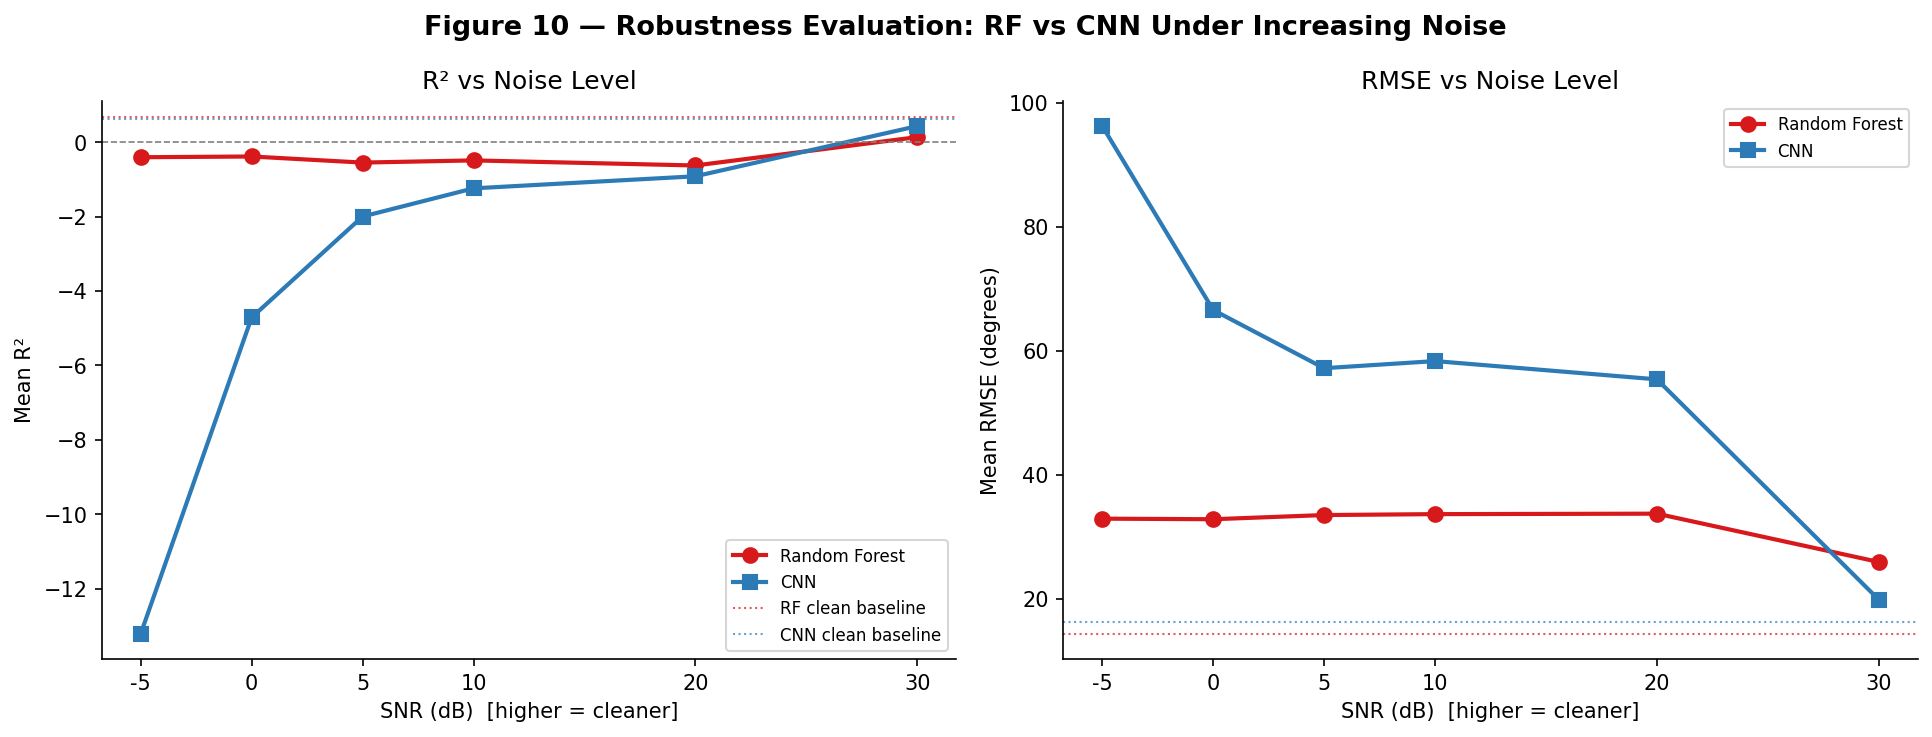 Figure 10 — Robustness Evaluation: RF vs CNN Under Increasing Noise
R² vs Noise Level
Mean R²
0
−2
−4
−6
−8
−10
−12
-5 0 5 10 20 30
SNR (dB)  [higher = cleaner]
Random Forest
CNN
RF clean baseline
CNN clean baseline
RMSE vs Noise Level
Mean RMSE (degrees)
100
80
60
40
20
-5 0 5 10 20 30
SNR (dB)  [higher = cleaner]
Random Forest
CNN